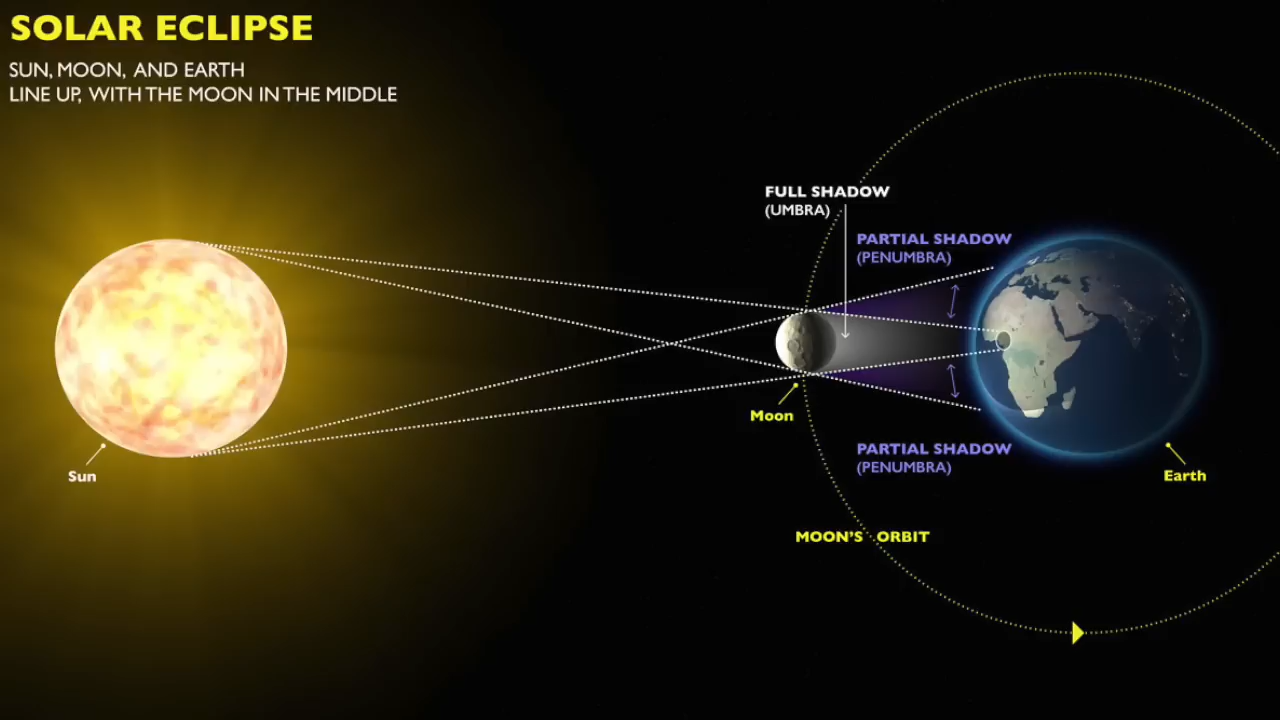 SOLAR ECLIPSE
SUN, MOON, AND EARTH
LINE UP, WITH THE MOON IN THE MIDDLE
FULL SHADOW
(UMBRA)
PARTIAL SHADOW
(PENUMBRA)
Moon
PARTIAL SHADOW
(PENUMBRA)
Sun
Earth
MOON'S ORBIT